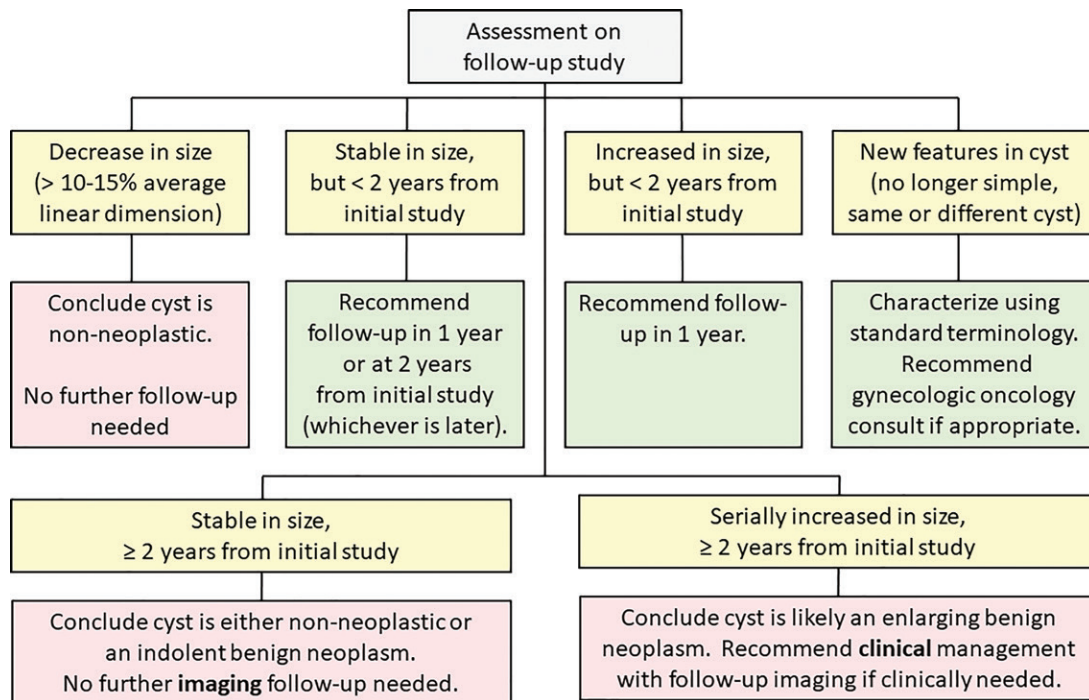 Assessment on
follow-up study
Decrease in size
(> 10-15% average
linear dimension)
Stable in size,
but < 2 years from
initial study
Increased in size,
but < 2 years from
initial study
New features in cyst
(no longer simple,
same or different cyst)
Conclude cyst is
non-neoplastic.
No further follow-up
needed
Recommend
follow-up in 1 year
or at 2 years
from initial study
(whichever is later).
Recommend follow-
up in 1 year.
Characterize using
standard terminology.
Recommend
gynecologic oncology
consult if appropriate.
Stable in size,
≥ 2 years from initial study
Serially increased in size,
≥ 2 years from initial study
Conclude cyst is either non-neoplastic or
an indolent benign neoplasm.
No further imaging follow-up needed.
Conclude cyst is likely an enlarging benign
neoplasm. Recommend clinical management
with follow-up imaging if clinically needed.